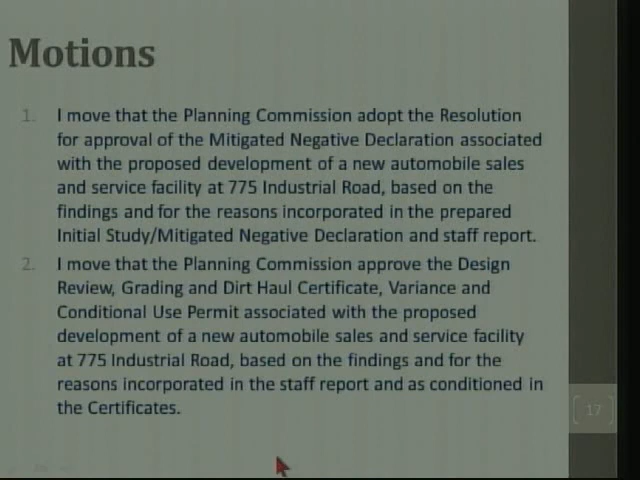 Motions
1. I move that the Planning Commission adopt the Resolution
for approval of the Mitigated Negative Declaration associated
with the proposed development of a new automobile sales
and service facility at 775 Industrial Road, based on the
findings and for the reasons incorporated in the prepared
Initial Study/Mitigated Negative Declaration and staff report.
2. I move that the Planning Commission approve the Design
Review, Grading and Dirt Haul Certificate, Variance and
Conditional Use Permit associated with the proposed
development of a new automobile sales and service facility
at 775 Industrial Road, based on the findings and for the
reasons incorporated in the staff report and as conditioned in
the Certificates.
17